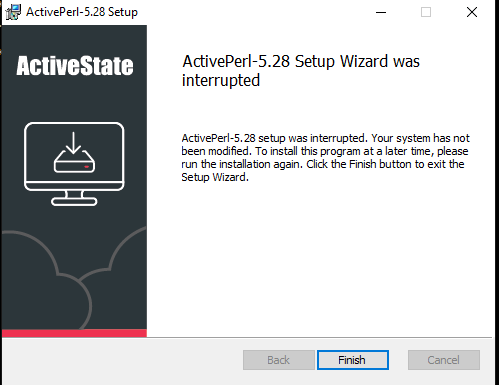 ActivePerl-5.28 Setup
ActiveState
ActivePerl-5.28 Setup Wizard was
interrupted
ActivePerl-5.28 setup was interrupted. Your system has not
been modified. To install this program at a later time, please
run the installation again. Click the Finish button to exit the
Setup Wizard.
Back
Finish
Cancel